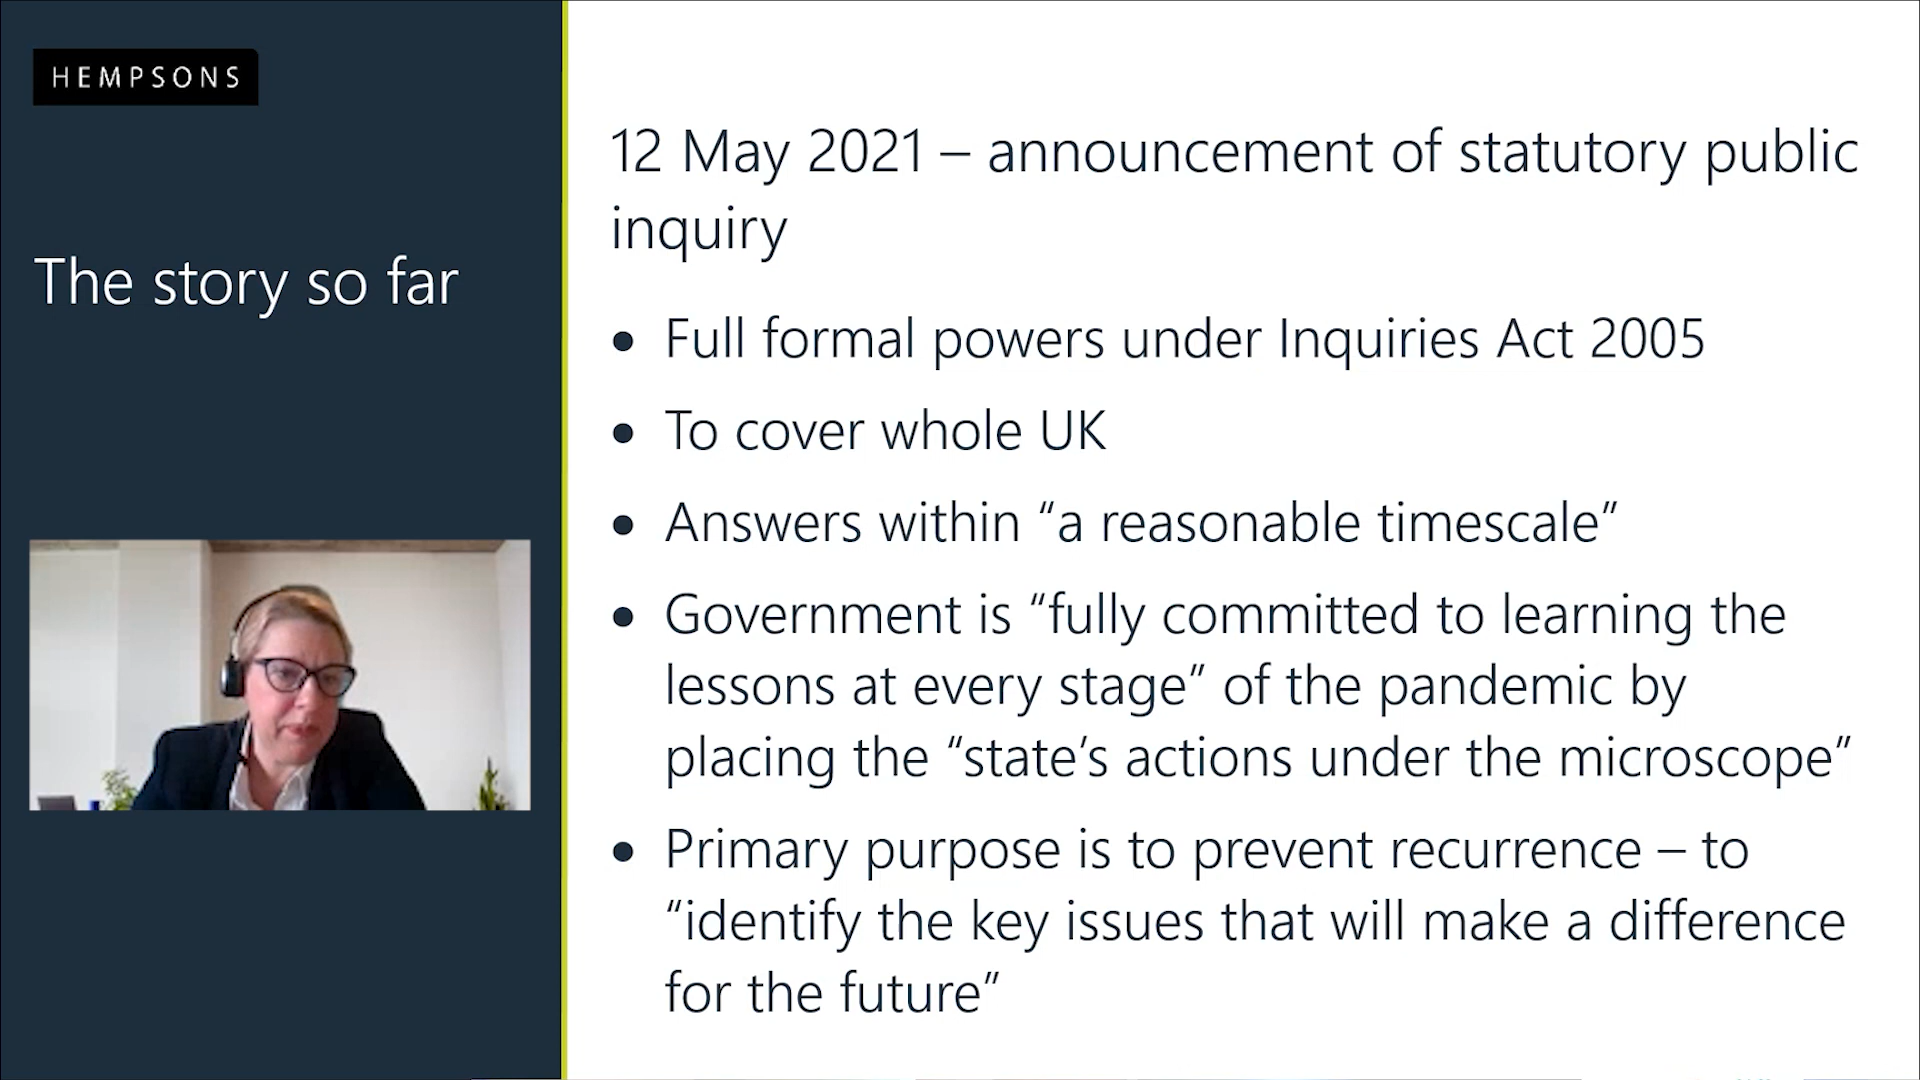 HEMPSONS
The story so far
12 May 2021 – announcement of statutory public
inquiry
• Full formal powers under Inquiries Act 2005
• To cover whole UK
• Answers within “a reasonable timescale”
• Government is “fully committed to learning the
lessons at every stage” of the pandemic by
placing the “state’s actions under the microscope”
• Primary purpose is to prevent recurrence – to
“identify the key issues that will make a difference
for the future”